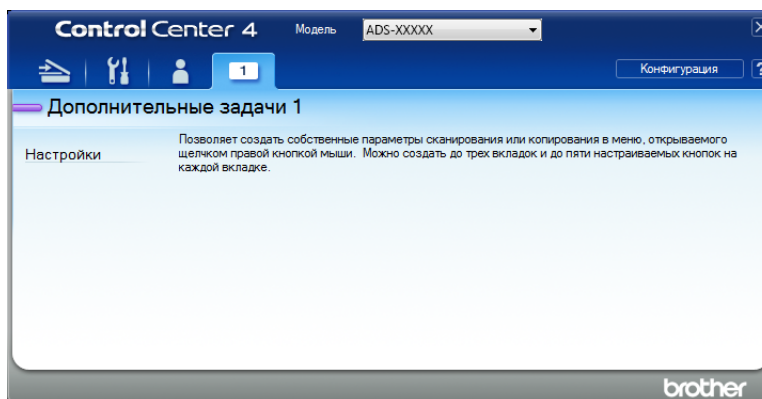 ControlCenter 4 Модель ADS-XXXXX
1 Конфигурация ?
Дополнительные задачи 1
Настройки
Позволяет создать собственные параметры сканирования или копирования в меню, открываемого
щелчком правой кнопкой мыши. Можно создать до трех вкладок и до пяти настраиваемых кнопок на
каждой вкладке.
brother